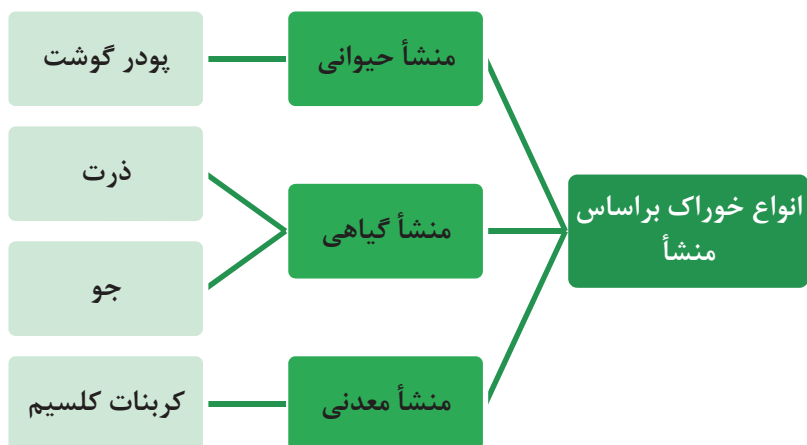 انواع خوراک براساس
منشأ
منشأ حیوانی
پودر گوشت
منشأ گیاهی
ذرت
جو
منشأ معدنی
کربنات کلسیم